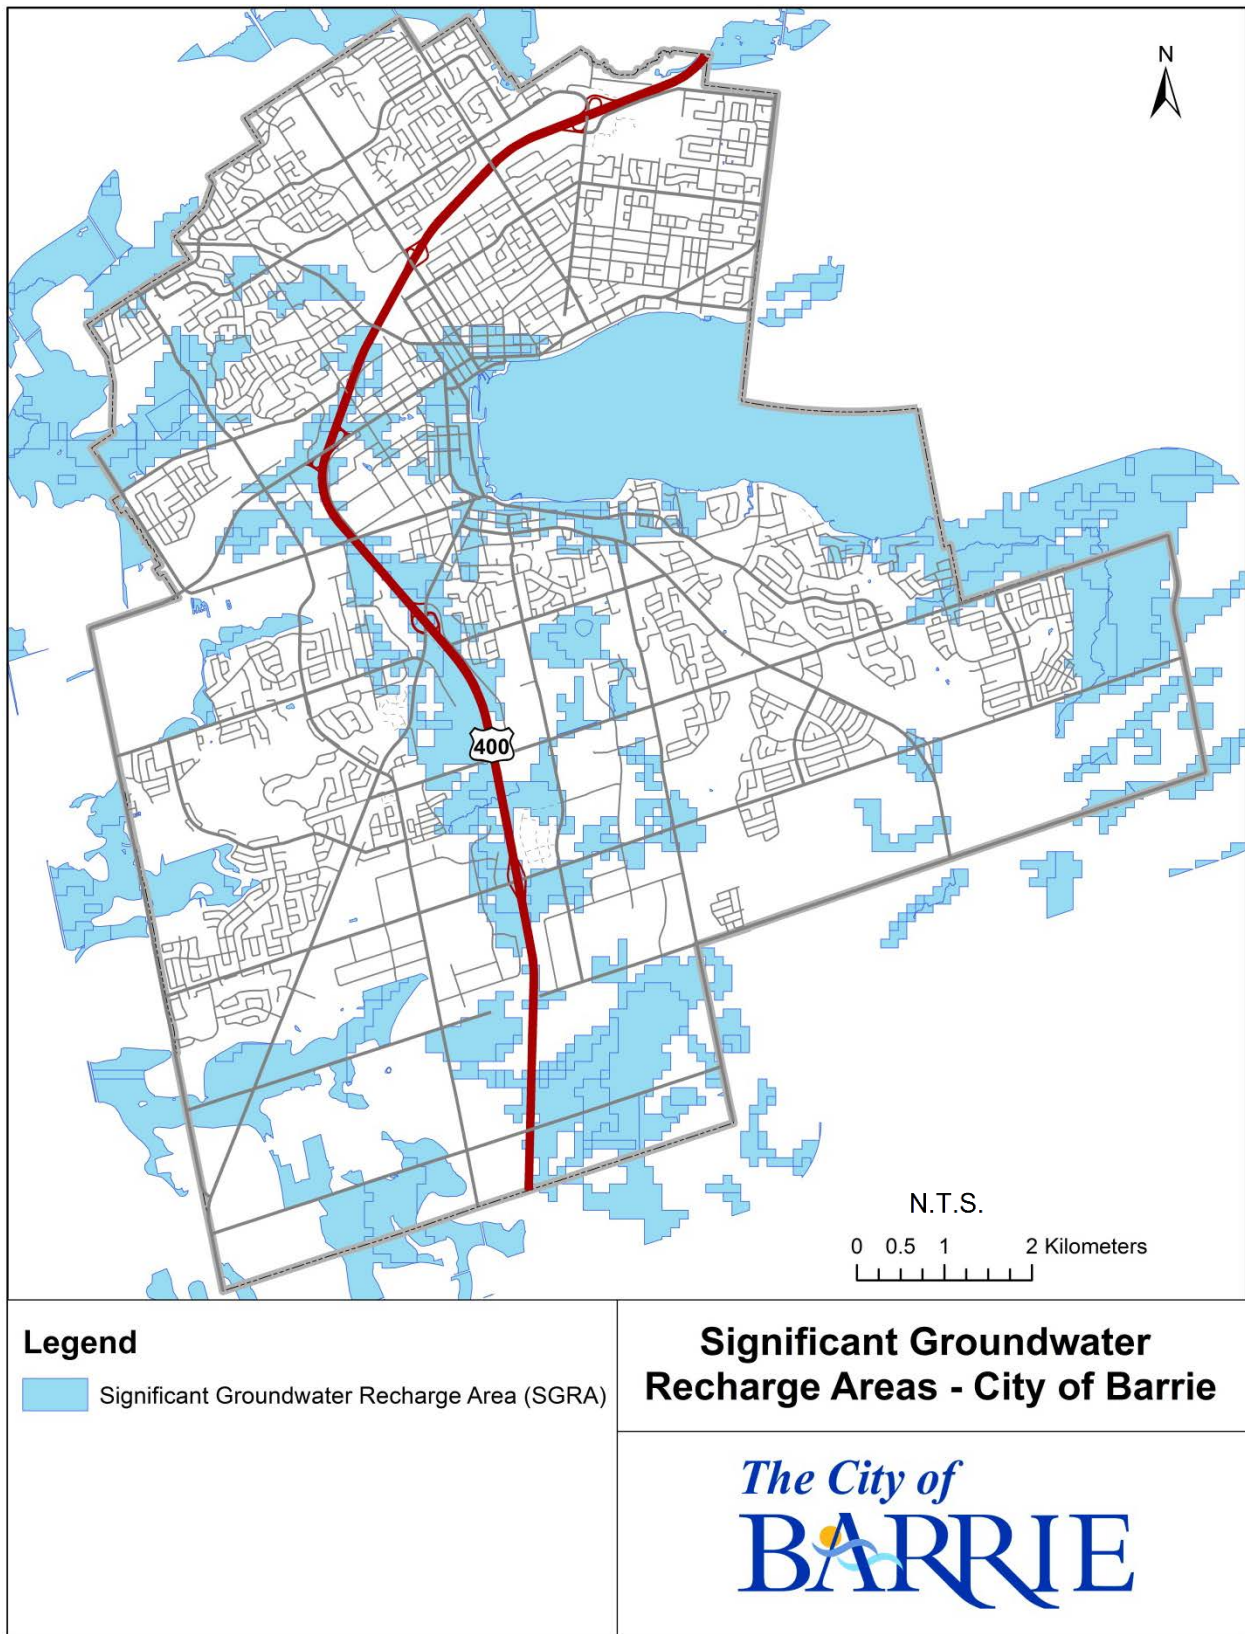 N
400
N.T.S.
0 0.5 1 2 Kilometers
Legend
Significant Groundwater Recharge Area (SGRA)
Significant Groundwater
Recharge Areas - City of Barrie
The City of
BARRIE